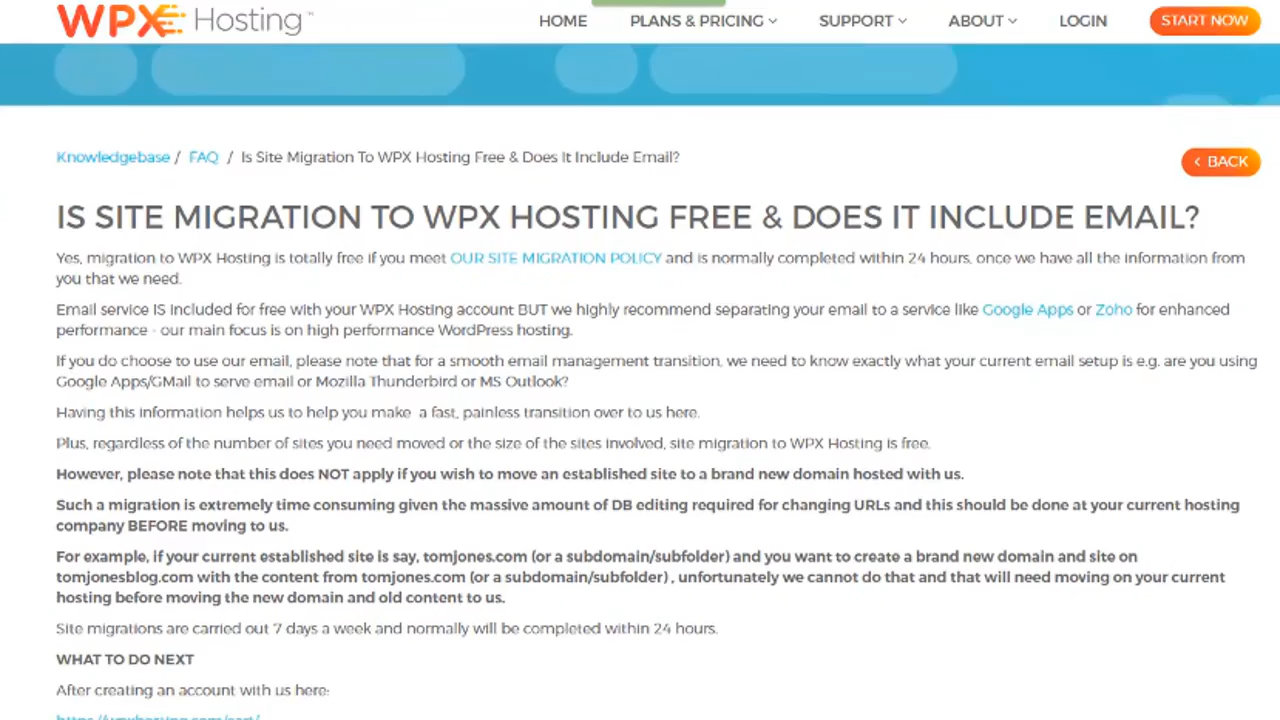 WPX Hosting™
HOME PLANS & PRICING SUPPORT ABOUT LOGIN START NOW
Knowledgebase / FAQ / Is Site Migration To WPX Hosting Free & Does It Include Email?
< BACK
IS SITE MIGRATION TO WPX HOSTING FREE & DOES IT INCLUDE EMAIL?
Yes, migration to WPX Hosting is totally free if you meet OUR SITE MIGRATION POLICY and is normally completed within 24 hours, once we have all the information from
you that we need.
Email service IS included for free with your WPX Hosting account BUT we highly recommend separating your email to a service like Google Apps or Zoho for enhanced
performance - our main focus is on high performance WordPress hosting.
If you do choose to use our email, please note that for a smooth email management transition, we need to know exactly what your current email setup is e.g. are you using
Google Apps/GMail to serve email or Mozilla Thunderbird or MS Outlook?
Having this information helps us to help you make a fast, painless transition over to us here.
Plus, regardless of the number of sites you need moved or the size of the sites involved, site migration to WPX Hosting is free.
However, please note that this does NOT apply if you wish to move an established site to a brand new domain hosted with us.
Such a migration is extremely time consuming given the massive amount of DB editing required for changing URLs and this should be done at your current hosting
company BEFORE moving to us.
For example, if your current established site is say, tomjones.com (or a subdomain/subfolder) and you want to create a brand new domain and site on
tomjonesblog.com with the content from tomjones.com (or a subdomain/subfolder) , unfortunately we cannot do that and that will need moving on your current
hosting before moving the new domain and old content to us.
Site migrations are carried out 7 days a week and normally will be completed within 24 hours.
WHAT TO DO NEXT
After creating an account with us here:
https://wpxhosting.com/cart/